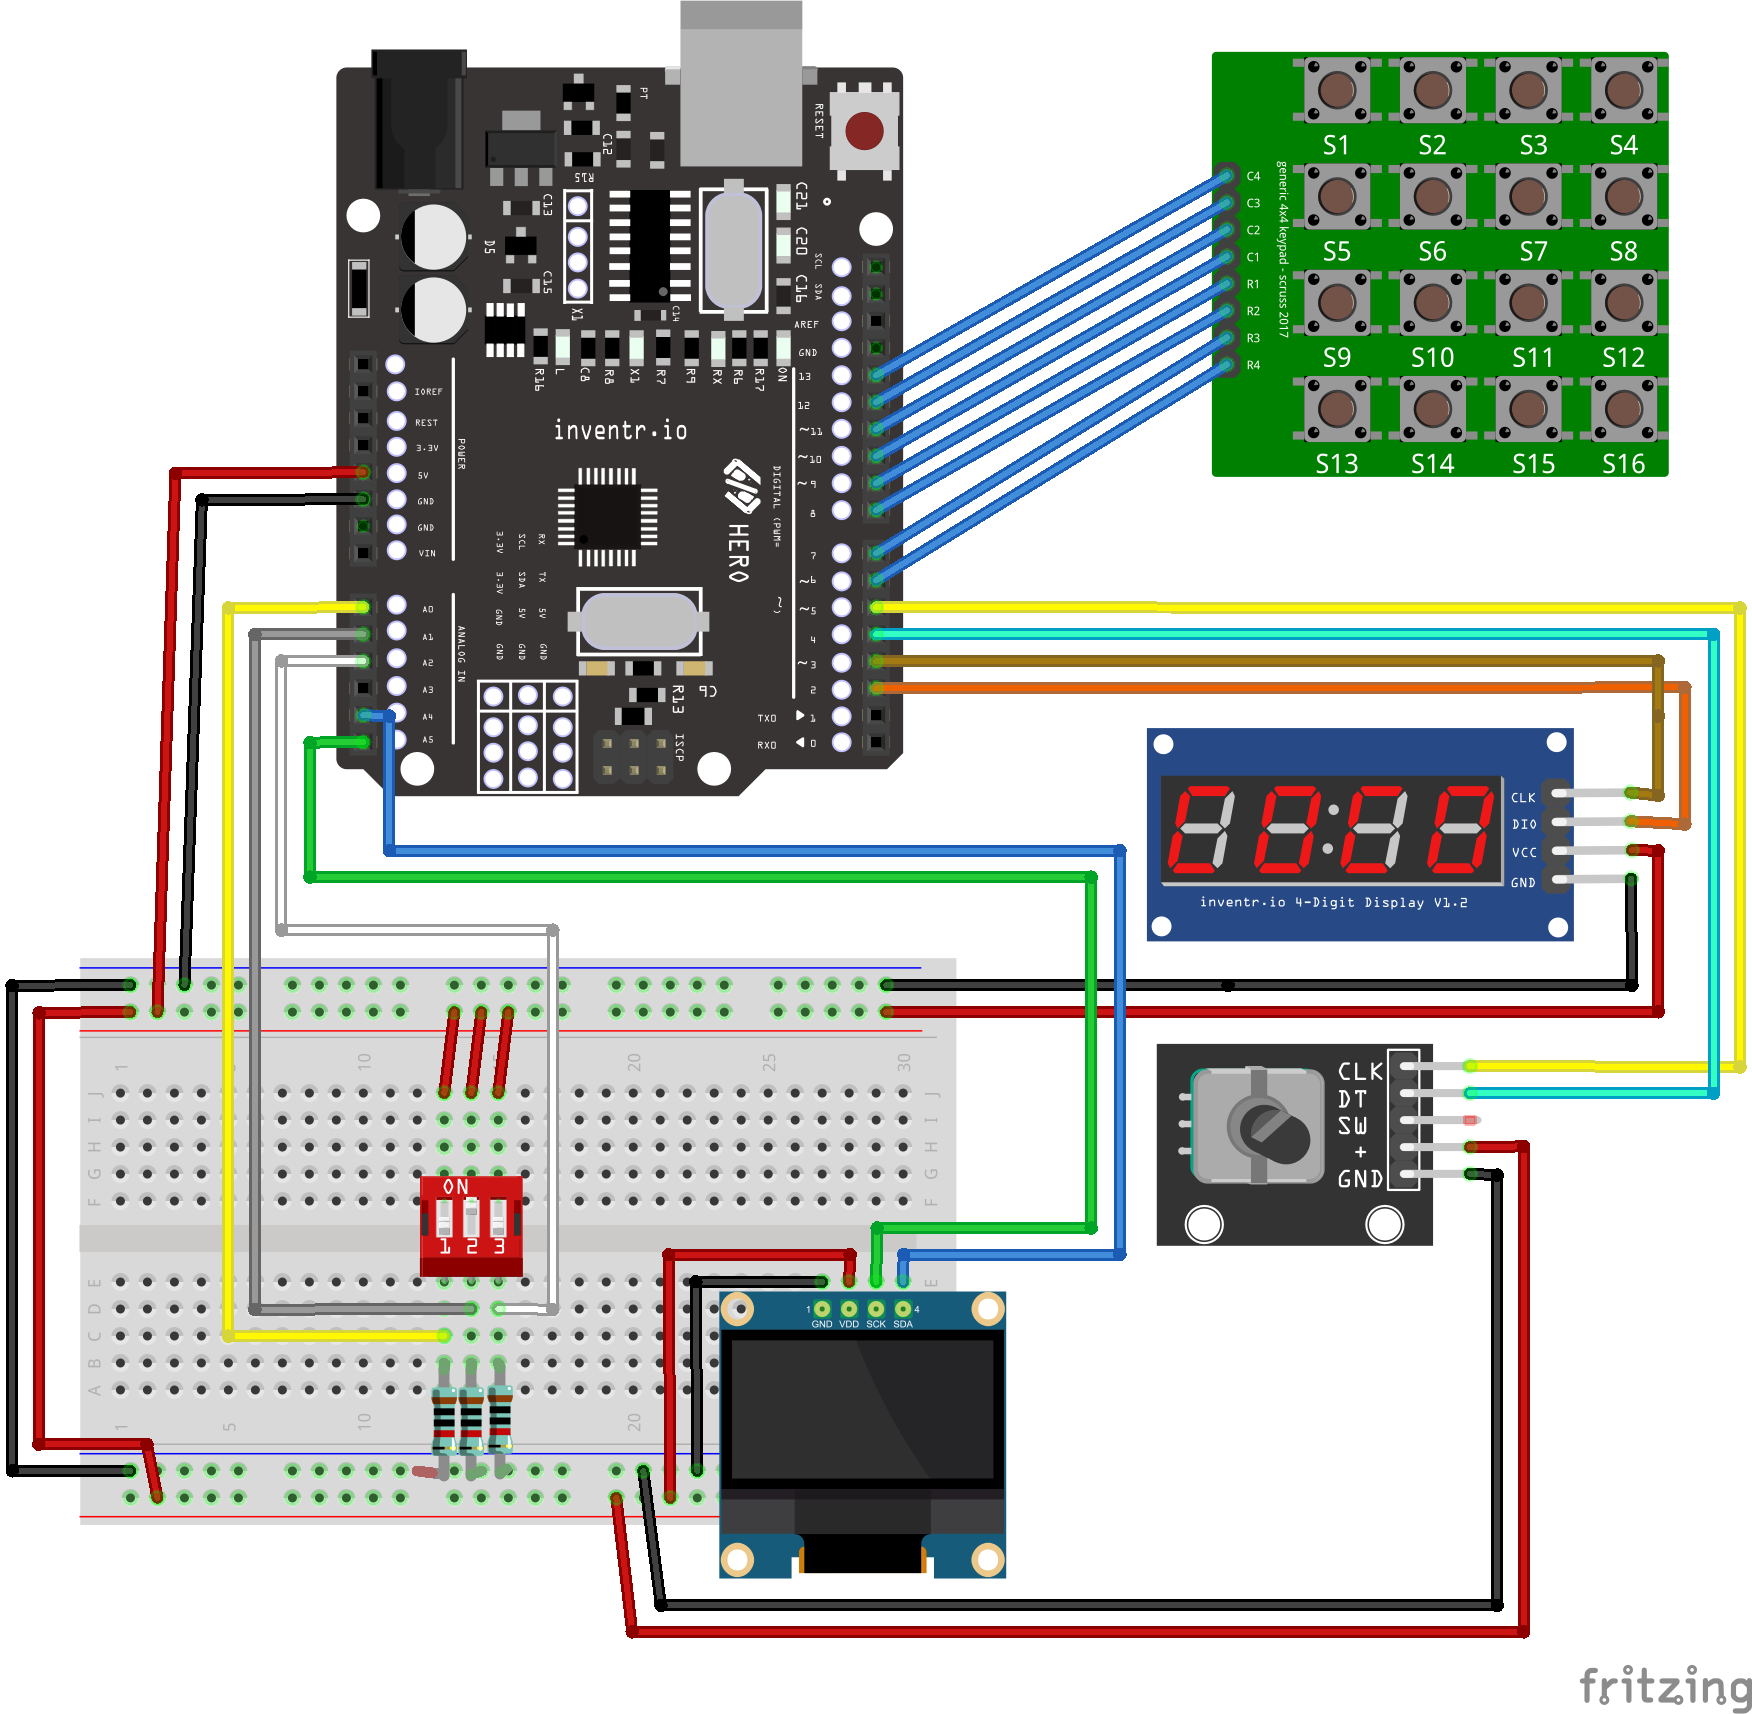 PT
C12
R15
RESET
C13
D5
C15
X1
C14
C21
C20
C16
SCL
SDA
AREF
GND
R16
L
C8
R8
X1
R7
R9
RX
R6
R17
ON
inventr.io
HERO
IOREF
REST
3.3V
5V
GND
GND
VIN
POWER
A0
A1
A2
A3
A4
A5
ANALOG IN
13
12
~11
~10
~9
8
7
~6
~5
4
~3
2
TX0 ▶ 1
RX0 ◀ 0
DIGITAL (PWM= ~)
3.3V SCL RX
3.3V SDA TX
GND 5V 5V
GND GND GND
R13
C9
ISCP
S1 S2 S3 S4
S5 S6 S7 S8
S9 S10 S11 S12
S13 S14 S15 S16
C4
C3
C2
C1
R1
R2
R3
R4
generic 4x4 keypad - scruss 2017
CLK
DIO
VCC
GND
inventr.io 4-Digit Display V1.2
CLK
DT
SW
+
GND
1 10 20 25 30
J J
I I
H H
G G
F F
ON
1 2 3
E E
D
C
B
A
1 5 10 20
1 4
GND VDD SCK SDA
fritzing